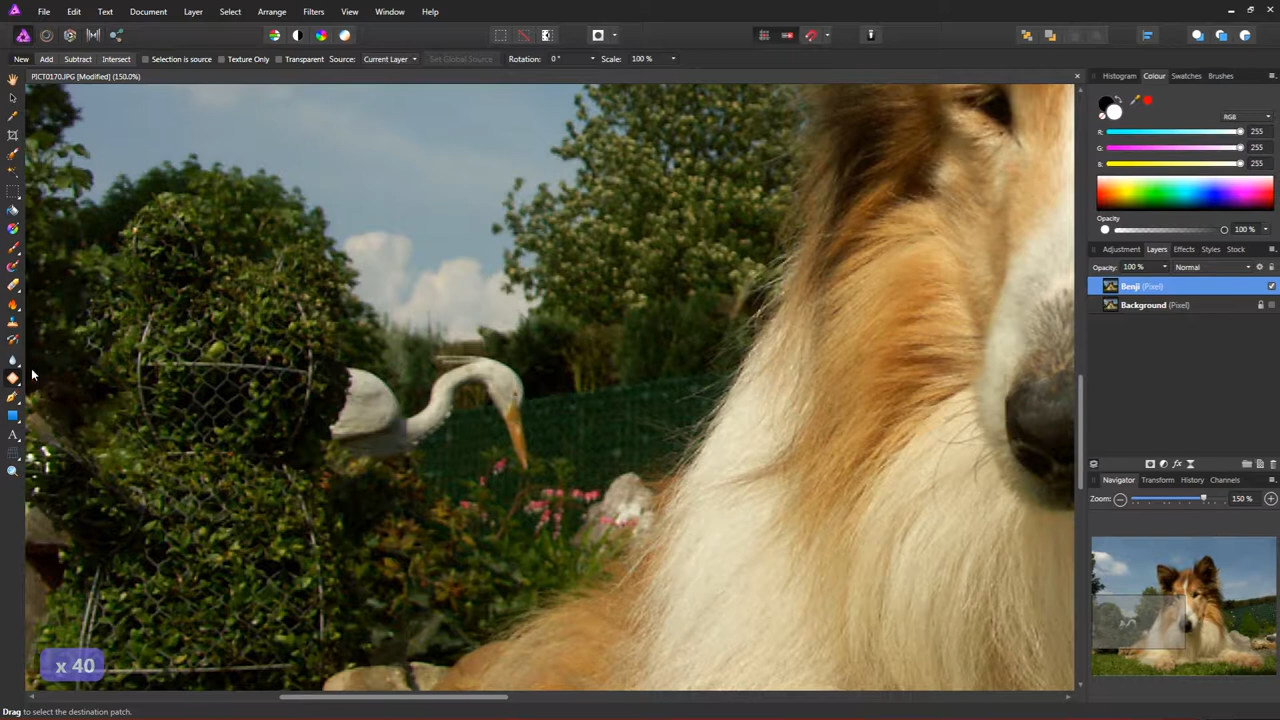 File Edit Text Document Layer Select Arrange Filters View Window Help
New Add Subtract Intersect Selection is source Texture Only Transparent Source: Current Layer Set Global Source Rotation: 0 ° Scale: 100 %
PICT0170.JPG [Modified] (150.0%)
Histogram Colour Swatches Brushes
RGB
R: 255
G: 255
B: 255
Opacity
100 %
Adjustment Layers Effects Styles Stock
Opacity: 100 % Normal
Benji (Pixel)
Background (Pixel)
Navigator Transform History Channels
Zoom: 150 %
A
x 40
Drag to select the destination patch.